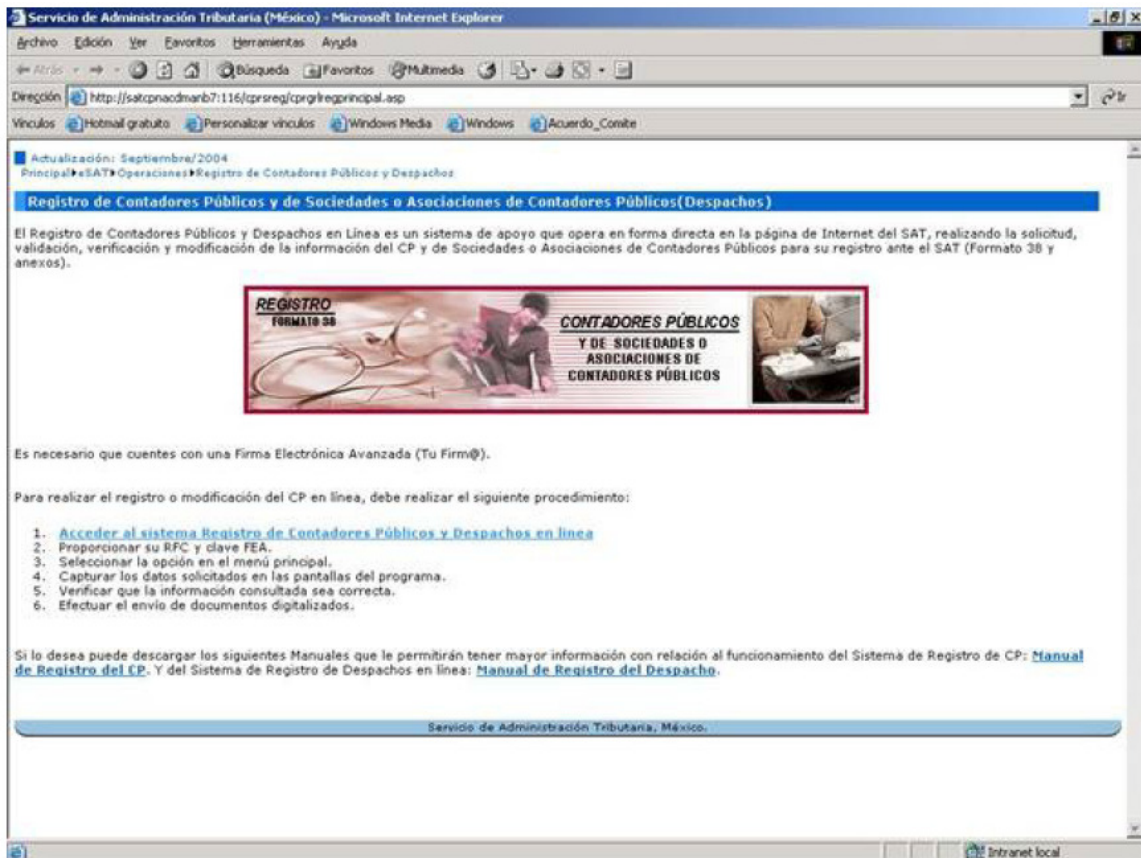 Servicio de Administración Tributaria (México) - Microsoft Internet Explorer
Archivo Edición Ver Favoritos Herramientas Ayuda
Atrás Búsqueda Favoritos Multimedia
Dirección http://satcpnacdmanb7:116/cprsreg/cprgrlregprincipal.asp Ir
Vínculos Hotmail gratuito Personalizar vínculos Windows Media Windows Acuerdo_Comite
Actualización: Septiembre/2004
Principal eSAT Operaciones Registro de Contadores Públicos y Despachos
Registro de Contadores Públicos y de Sociedades o Asociaciones de Contadores Públicos(Despachos)
El Registro de Contadores Públicos y Despachos en Línea es un sistema de apoyo que opera en forma directa en la página de Internet del SAT, realizando la solicitud,
validación, verificación y modificación de la información del CP y de Sociedades o Asociaciones de Contadores Públicos para su registro ante el SAT (Formato 38 y
anexos).
REGISTRO
FORMATO 38
CONTADORES PÚBLICOS
Y DE SOCIEDADES O
ASOCIACIONES DE
CONTADORES PÚBLICOS
Es necesario que cuentes con una Firma Electrónica Avanzada (Tu Firm@).
Para realizar el registro o modificación del CP en línea, debe realizar el siguiente procedimiento:
1. Acceder al sistema Registro de Contadores Públicos y Despachos en línea
2. Proporcionar su RFC y clave FEA.
3. Seleccionar la opción en el menú principal.
4. Capturar los datos solicitados en las pantallas del programa.
5. Verificar que la información consultada sea correcta.
6. Efectuar el envío de documentos digitalizados.
Si lo desea puede descargar los siguientes Manuales que le permitirán tener mayor información con relación al funcionamiento del Sistema de Registro de CP: Manual
de Registro del CP. Y del Sistema de Registro de Despachos en línea: Manual de Registro del Despacho.
Servicio de Administración Tributaria, México.
Intranet local